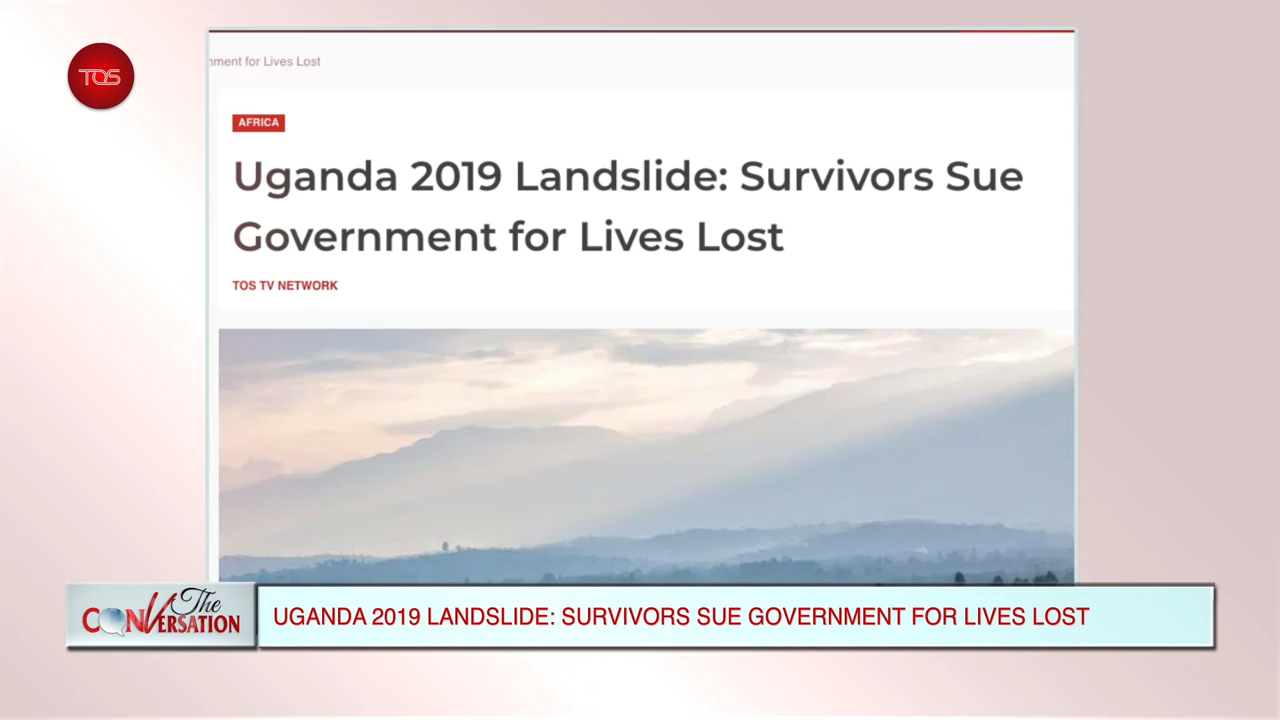 TOS
nment for Lives Lost
AFRICA
Uganda 2019 Landslide: Survivors Sue
Government for Lives Lost
TOS TV NETWORK
The
CONVERSATION
UGANDA 2019 LANDSLIDE: SURVIVORS SUE GOVERNMENT FOR LIVES LOST